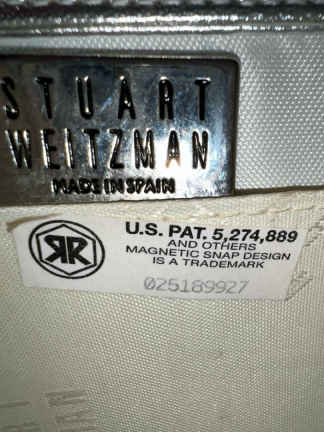 STUART
WEITZMAN
MADE IN SPAIN
RR
U.S. PAT. 5,274,889
AND OTHERS
MAGNETIC SNAP DESIGN
IS A TRADEMARK
025189927